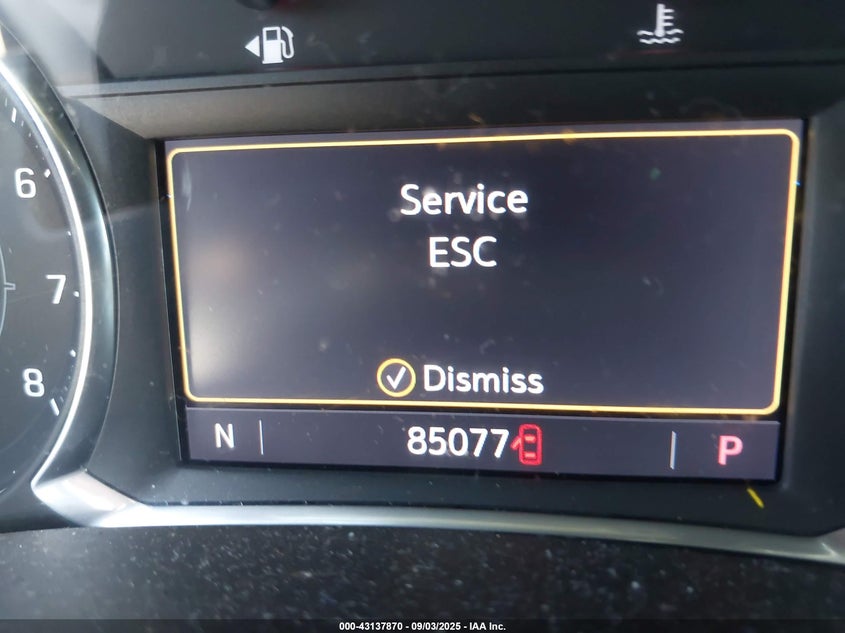 6
7
8
Service
ESC
Dismiss
N
85077
P
000-43137870 - 09/03/2025 - IAA Inc.